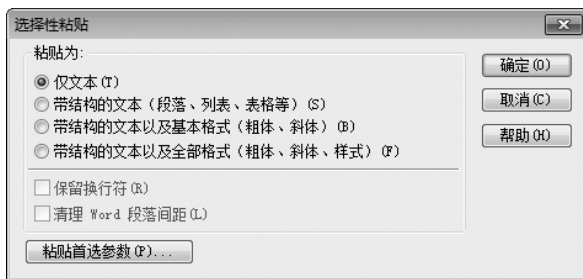 选择性粘贴
粘贴为:
仅文本(T)
带结构的文本(段落、列表、表格等)(S)
带结构的文本以及基本格式(粗体、斜体)(B)
带结构的文本以及全部格式(粗体、斜体、样式)(F)
保留换行符(R)
清理 Word 段落间距(L)
粘贴首选参数(P)...
确定(O)
取消(C)
帮助(H)